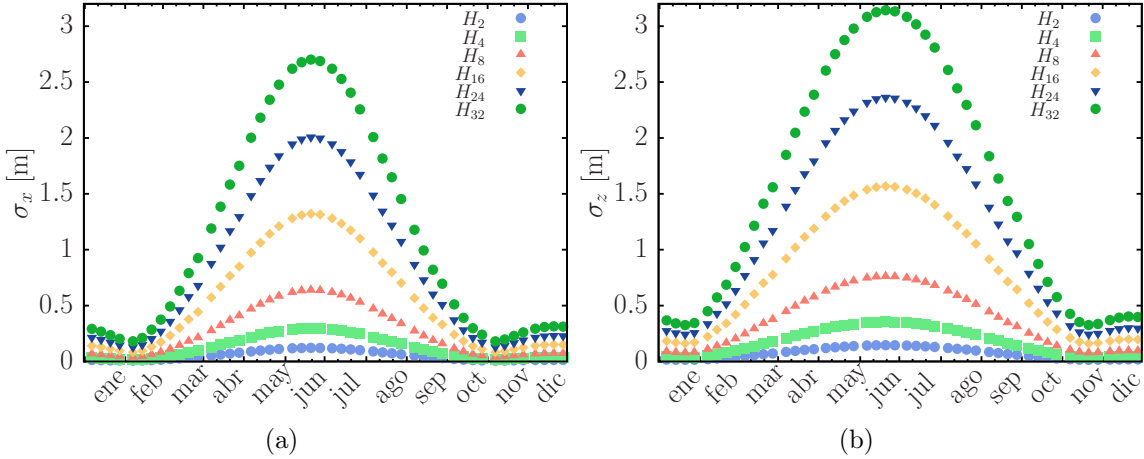 3
2.5
2
1.5
1
0.5
0
σx [m]
H2
H4
H8
H16
H24
H32
ene
feb
mar
abr
may
jun
jul
ago
sep
oct
nov
dic
(a)
3
2.5
2
1.5
1
0.5
0
σz [m]
H2
H4
H8
H16
H24
H32
ene
feb
mar
abr
may
jun
jul
ago
sep
oct
nov
dic
(b)